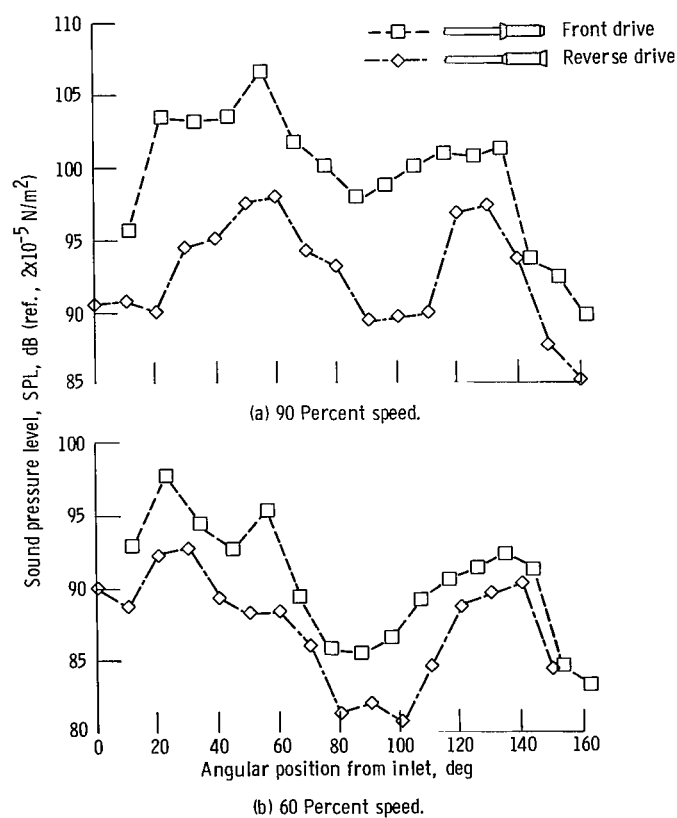 110
105
100
95
90
85
Front drive
Reverse drive
(a) 90 Percent speed.
Sound pressure level, SPL, dB (ref., 2x10⁻⁵ N/m²)
100
95
90
85
80
0 20 40 60 80 100 120 140 160
Angular position from inlet, deg
(b) 60 Percent speed.